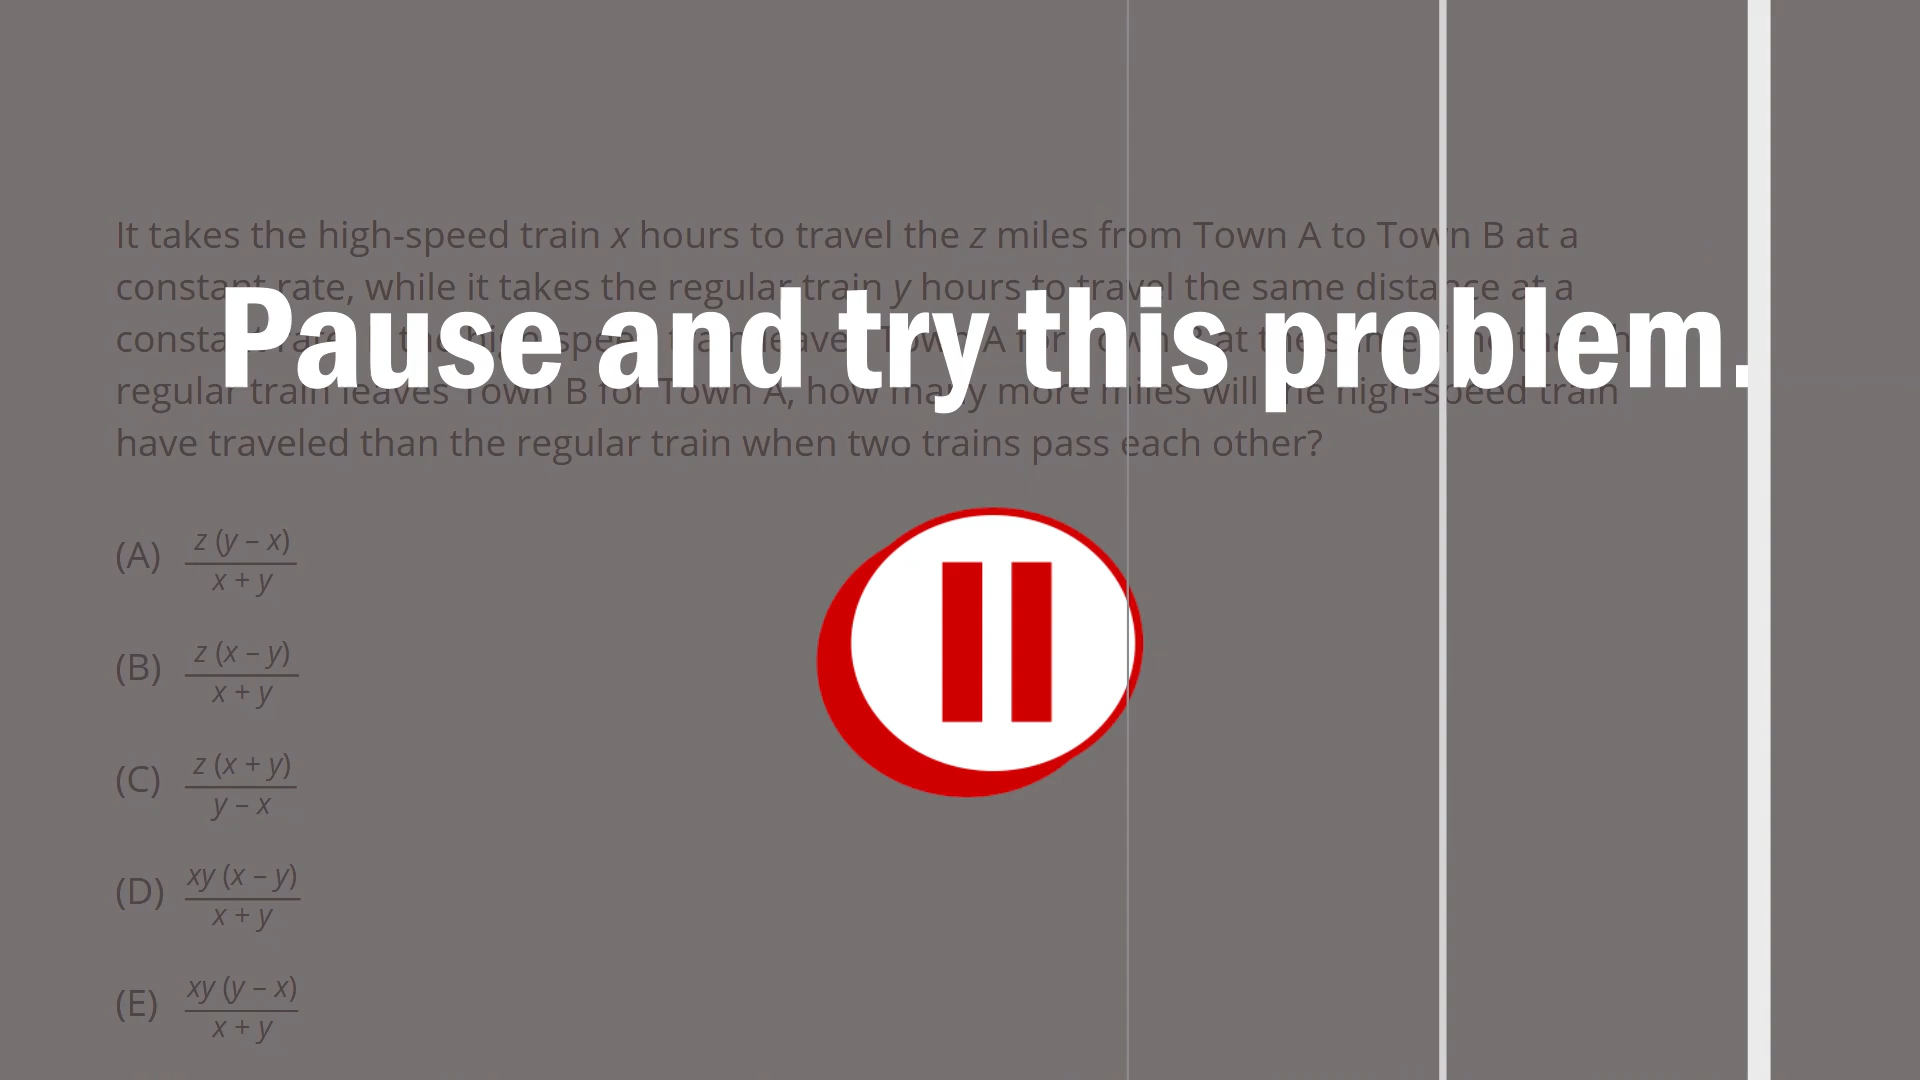 It takes the high-speed train x hours to travel the z miles from Town A to Town B at a
constant rate, while it takes the regular train y hours to travel the same distance at a
Pause and try this problem.
regular train leaves Town B for Town A, how many more miles will the high-speed train
have traveled than the regular train when two trains pass each other?
(A) z (y – x)
x + y
(B) z (x – y)
x + y
(C) z (x + y)
y – x
(D) xy (x – y)
x + y
(E) xy (y – x)
x + y